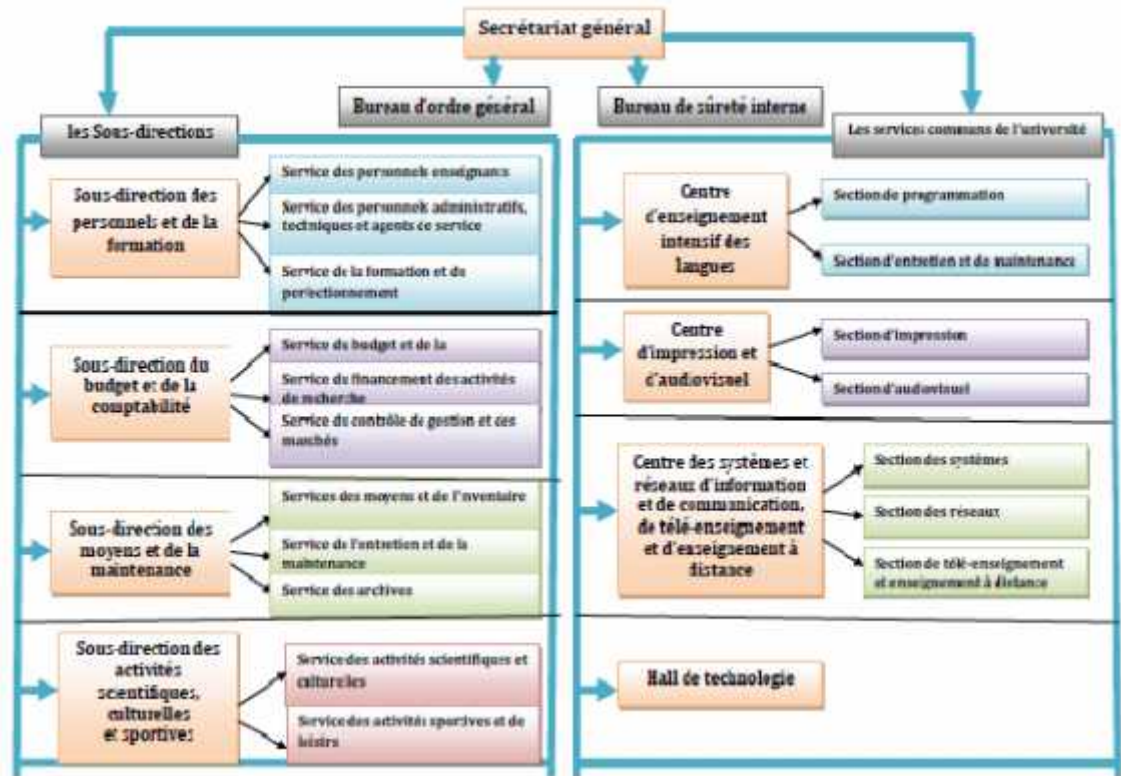 Secrétariat général
Bureau d'ordre général
Bureau de sûreté interne
les Sous-directions
Sous-direction des
personnels et de la
formation
Service des personnels enseignants
Service des personnels administratifs,
techniques et agents de service
Service de la formation et du
perfectionnement
Sous-direction du
budget et de la
comptabilité
Service du budget et de la
Service du financement des activités
de recherche
Service du contrôle de gestion et des
marchés
Sous-direction des
moyens et de la
maintenance
Services des moyens et de l'inventaire
Service de l'entretien et de la
maintenance
Service des archives
Sous-direction des
activités
scientifiques,
culturelles
et sportives
Service des activités scientifiques et
culturelles
Service des activités sportives et de
loisirs
Les services communs de l'université
Centre
d'enseignement
intensif des
langues
Section de programmation
Section d'entretien et de maintenance
Centre
d'impression et
d'audiovisuel
Section d'impression
Section d'audiovisuel
Centre des systèmes et
réseaux d'information
et de communication,
de télé-enseignement
et d'enseignement à
distance
Section des systèmes
Section des réseaux
Section de télé-enseignement
et enseignement à distance
Hall de technologie